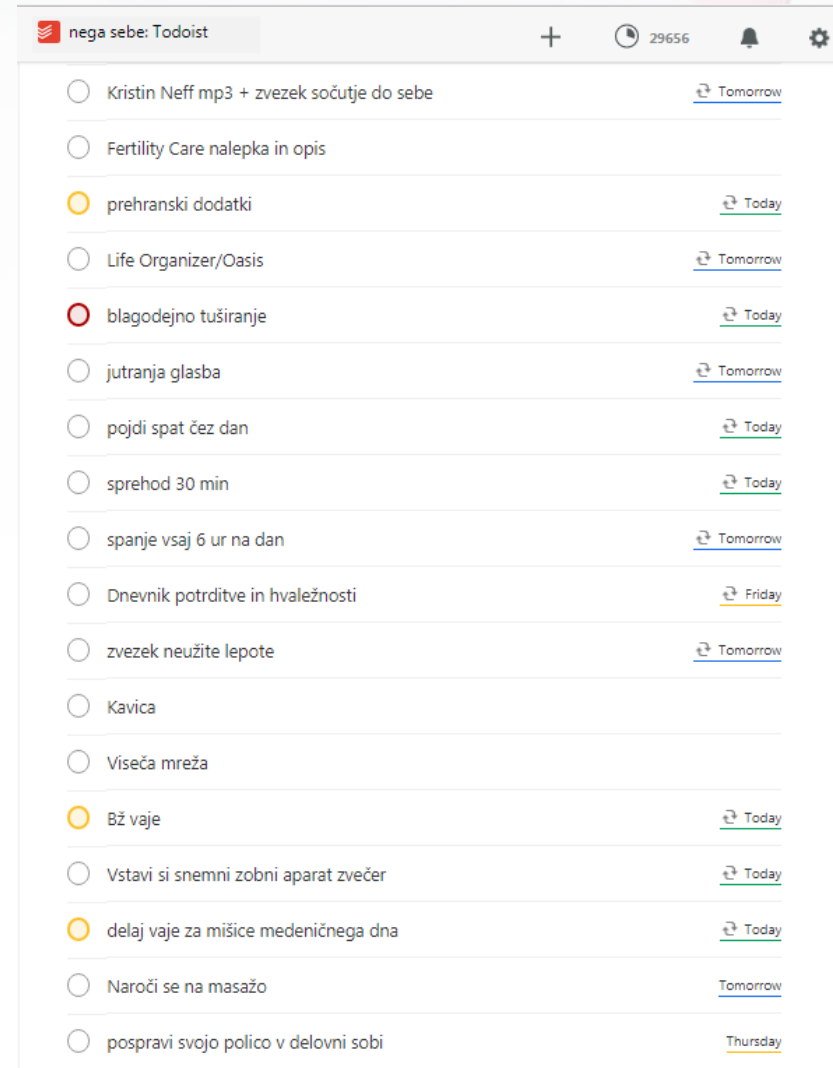 nega sebe: Todoist 29656
Kristin Neff mp3 + zvezek sočutje do sebe Tomorrow
Fertility Care nalepka in opis
prehranski dodatki Today
Life Organizer/Oasis Tomorrow
blagodejno tuširanje Today
jutranja glasba Tomorrow
pojdi spat čez dan Today
sprehod 30 min Today
spanje vsaj 6 ur na dan Tomorrow
Dnevnik potrditve in hvaležnosti Friday
zvezek neužite lepote Tomorrow
Kavica
Viseča mreža
Bž vaje Today
Vstavi si snemni zobni aparat zvečer Today
delaj vaje za mišice medeničnega dna Today
Naroči se na masažo Tomorrow
pospravi svojo polico v delovni sobi Thursday